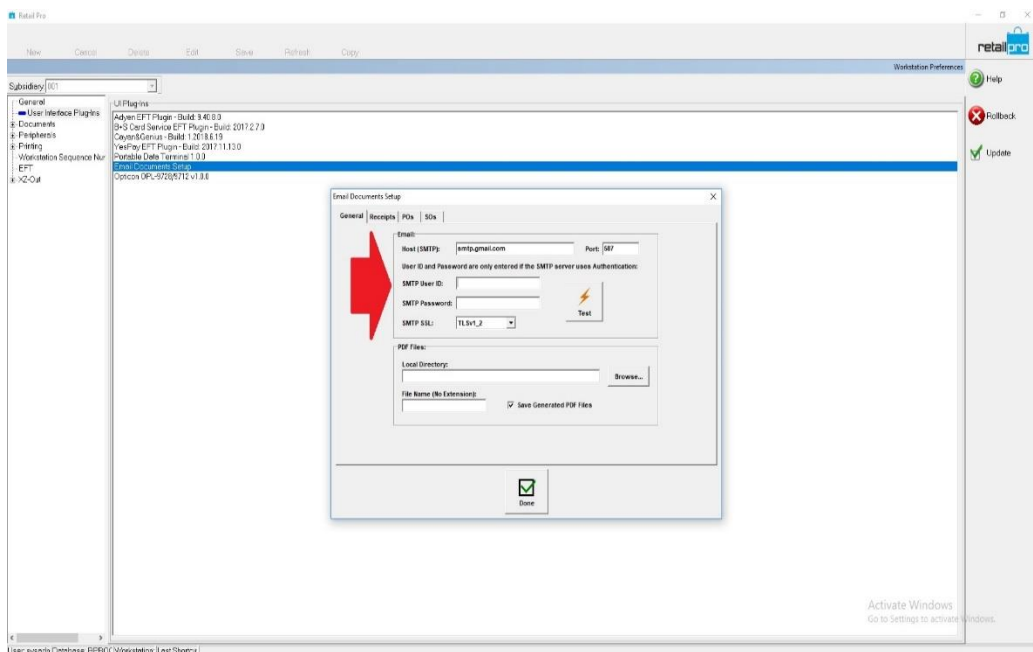 Retail Pro
New Cancel Delete Edit Save Refresh Copy
retailpro
Workstation Preferences
Subsidiary: 001
Help
Rollback
Update
General
User Interface Plug-Ins
Documents
Peripherals
Printing
Workstation Sequence Nur
EFT
XZ-Out
UI Plug-Ins
Adyen EFT Plugin - Build: 9.40.8.0
B+S Card Service EFT Plugin - Build: 2017.2.7.0
Cayan&Genius - Build: 1.2018.6.19
YesPay EFT Plugin - Build: 2017.11.13.0
Portable Data Terminal 1.0.0
Email Documents Setup
Opticon OPL-9728/9712 v1.0.0
Email Documents Setup
General Receipts POs SOs
Email:
Host (SMTP): smtp.gmail.com Port: 587
User ID and Password are only entered if the SMTP server uses Authentication:
SMTP User ID:
SMTP Password:
Test
SMTP SSL: TLSv1_2
PDF Files:
Local Directory:
Browse...
File Name (No Extension):
Save Generated PDF Files
Done
Activate Windows
Go to Settings to activate Windows.